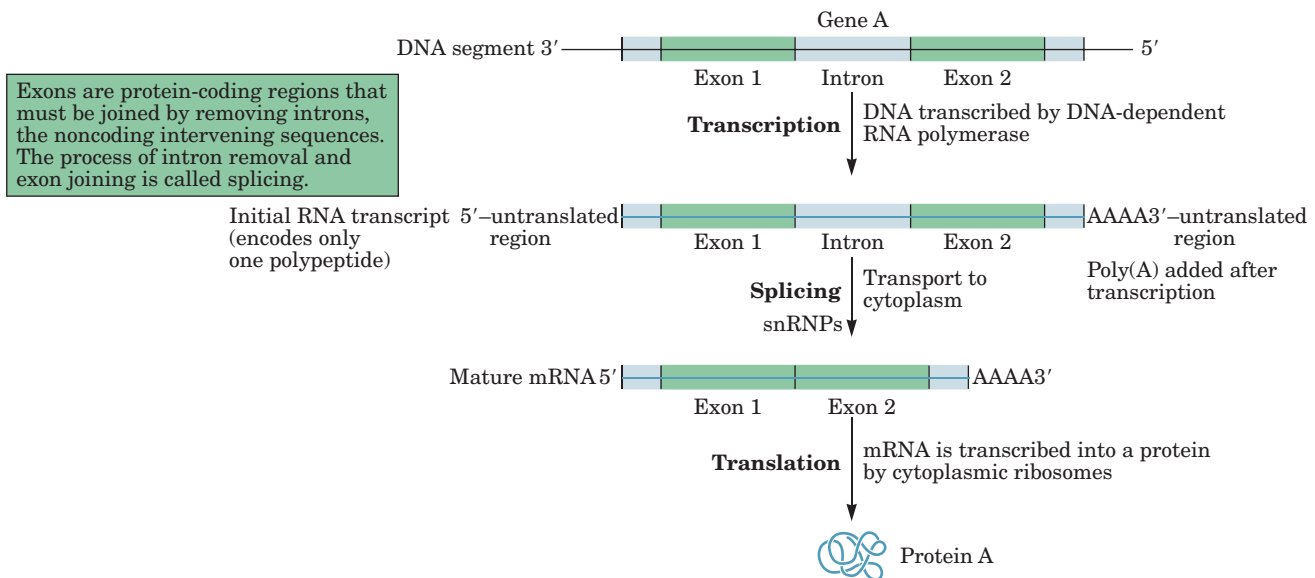 Gene A
DNA segment 3′
5′
Exon 1
Intron
Exon 2
Exons are protein-coding regions that
must be joined by removing introns,
the noncoding intervening sequences.
The process of intron removal and
exon joining is called splicing.
Transcription
DNA transcribed by DNA-dependent
RNA polymerase
Initial RNA transcript
(encodes only
one polypeptide)
5′–untranslated
region
AAAA3′–untranslated
region
Exon 1
Intron
Exon 2
Poly(A) added after
transcription
Splicing
snRNPs
Transport to
cytoplasm
Mature mRNA 5′
AAAA3′
Exon 1
Exon 2
Translation
mRNA is transcribed into a protein
by cytoplasmic ribosomes
Protein A